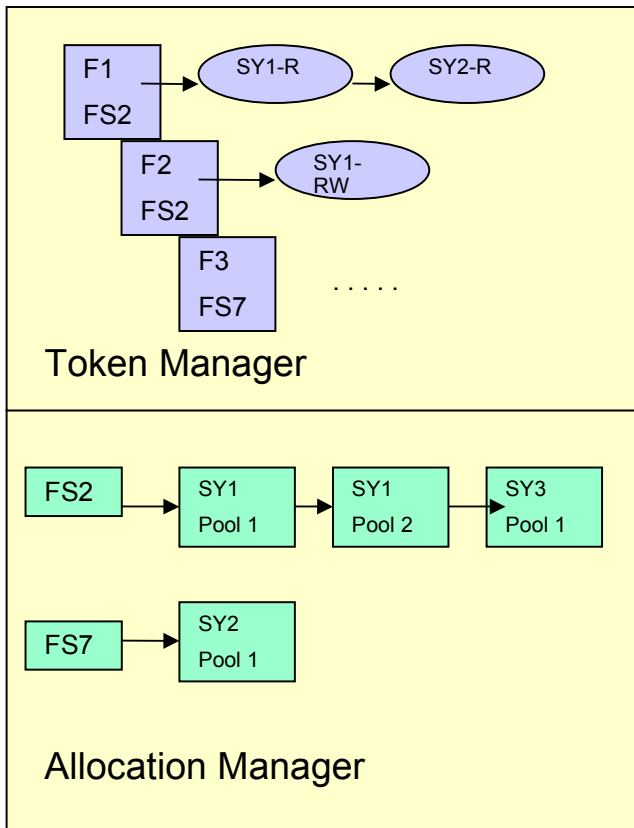 F1
FS2
SY1-R
SY2-R
F2
FS2
SY1-
RW
F3
FS7
. . . . .
Token Manager
FS2
SY1
Pool 1
SY1
Pool 2
SY3
Pool 1
FS7
SY2
Pool 1
Allocation Manager